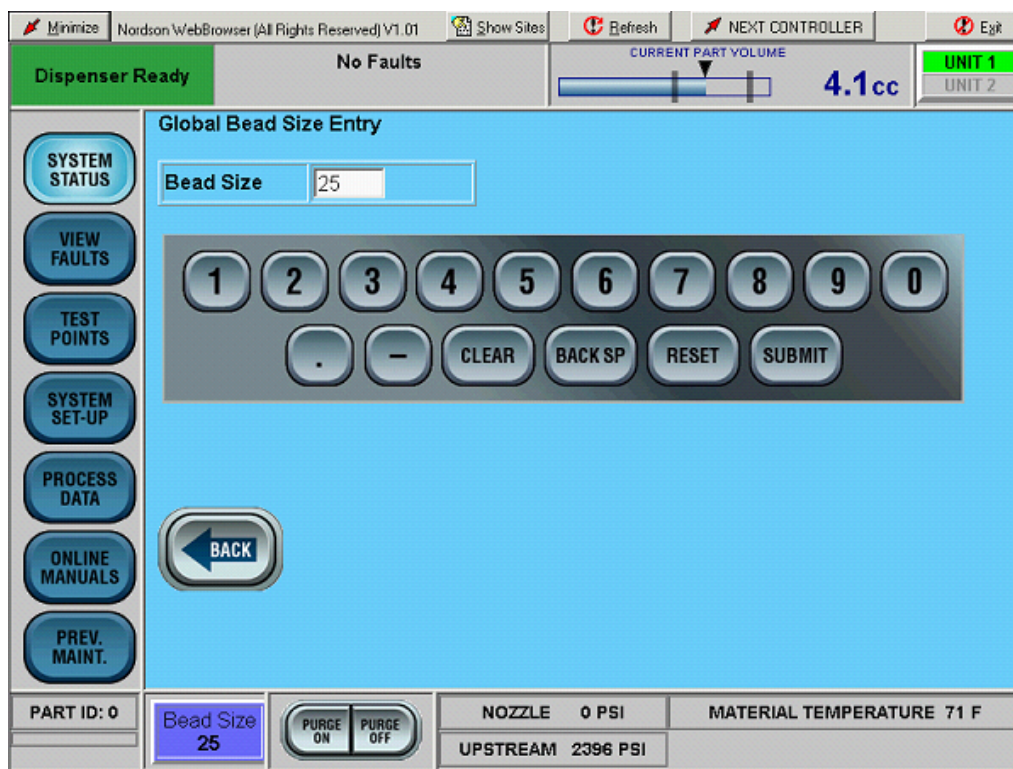 Minimize Nordson WebBrowser (All Rights Reserved) V1.01 Show Sites Refresh NEXT CONTROLLER Exit
Dispenser Ready
No Faults
CURRENT PART VOLUME
4.1cc
UNIT 1
UNIT 2
SYSTEM
STATUS
VIEW
FAULTS
TEST
POINTS
SYSTEM
SET-UP
PROCESS
DATA
ONLINE
MANUALS
PREV.
MAINT.
Global Bead Size Entry
Bead Size 25
1 2 3 4 5 6 7 8 9 0
. – CLEAR BACK SP RESET SUBMIT
BACK
PART ID: 0
Bead Size
25
PURGE
ON
PURGE
OFF
NOZZLE 0 PSI
UPSTREAM 2396 PSI
MATERIAL TEMPERATURE 71 F